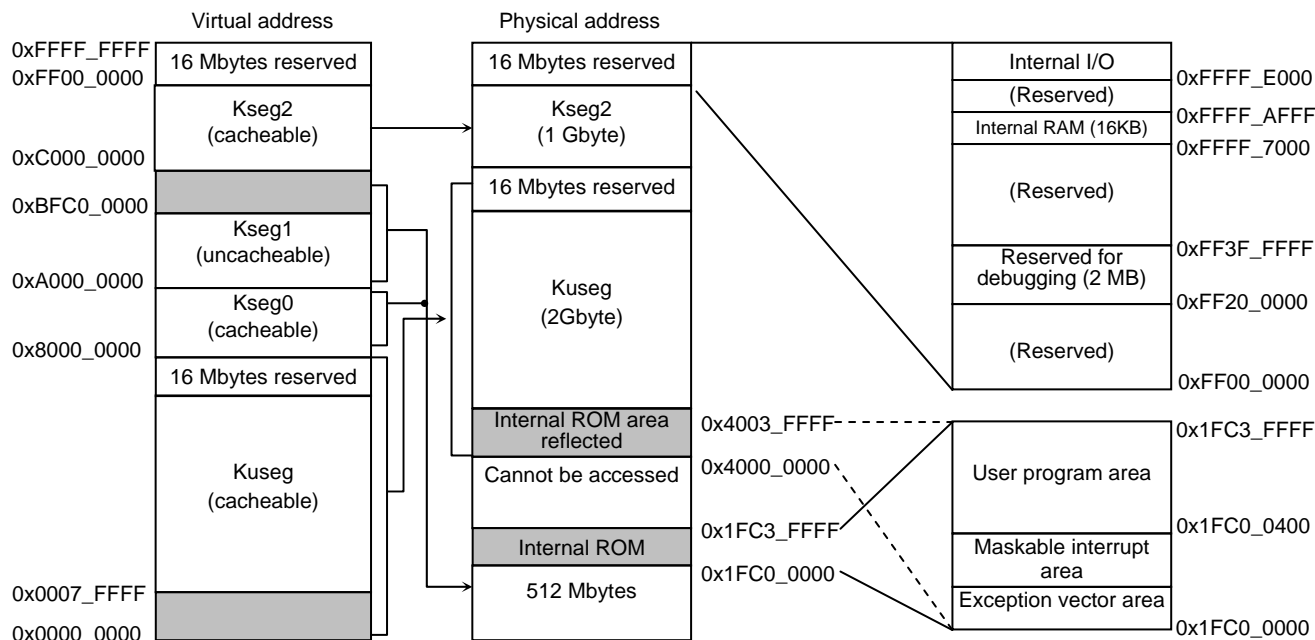 Virtual address
0xFFFF_FFFF
16 Mbytes reserved
0xFF00_0000
Kseg2
(cacheable)
0xC000_0000
0xBFC0_0000
Kseg1
(uncacheable)
0xA000_0000
Kseg0
(cacheable)
0x8000_0000
16 Mbytes reserved
Kuseg
(cacheable)
0x0007_FFFF
0x0000_0000
Physical address
16 Mbytes reserved
Kseg2
(1 Gbyte)
16 Mbytes reserved
Kuseg
(2Gbyte)
Internal ROM area
reflected
Cannot be accessed
Internal ROM
512 Mbytes
0x4003_FFFF
0x4000_0000
0x1FC3_FFFF
0x1FC0_0000
Internal I/O
0xFFFF_E000
(Reserved)
0xFFFF_AFFF
Internal RAM (16KB)
0xFFFF_7000
(Reserved)
0xFF3F_FFFF
Reserved for
debugging (2 MB)
0xFF20_0000
(Reserved)
0xFF00_0000
0x1FC3_FFFF
User program area
0x1FC0_0400
Maskable interrupt
area
Exception vector area
0x1FC0_0000